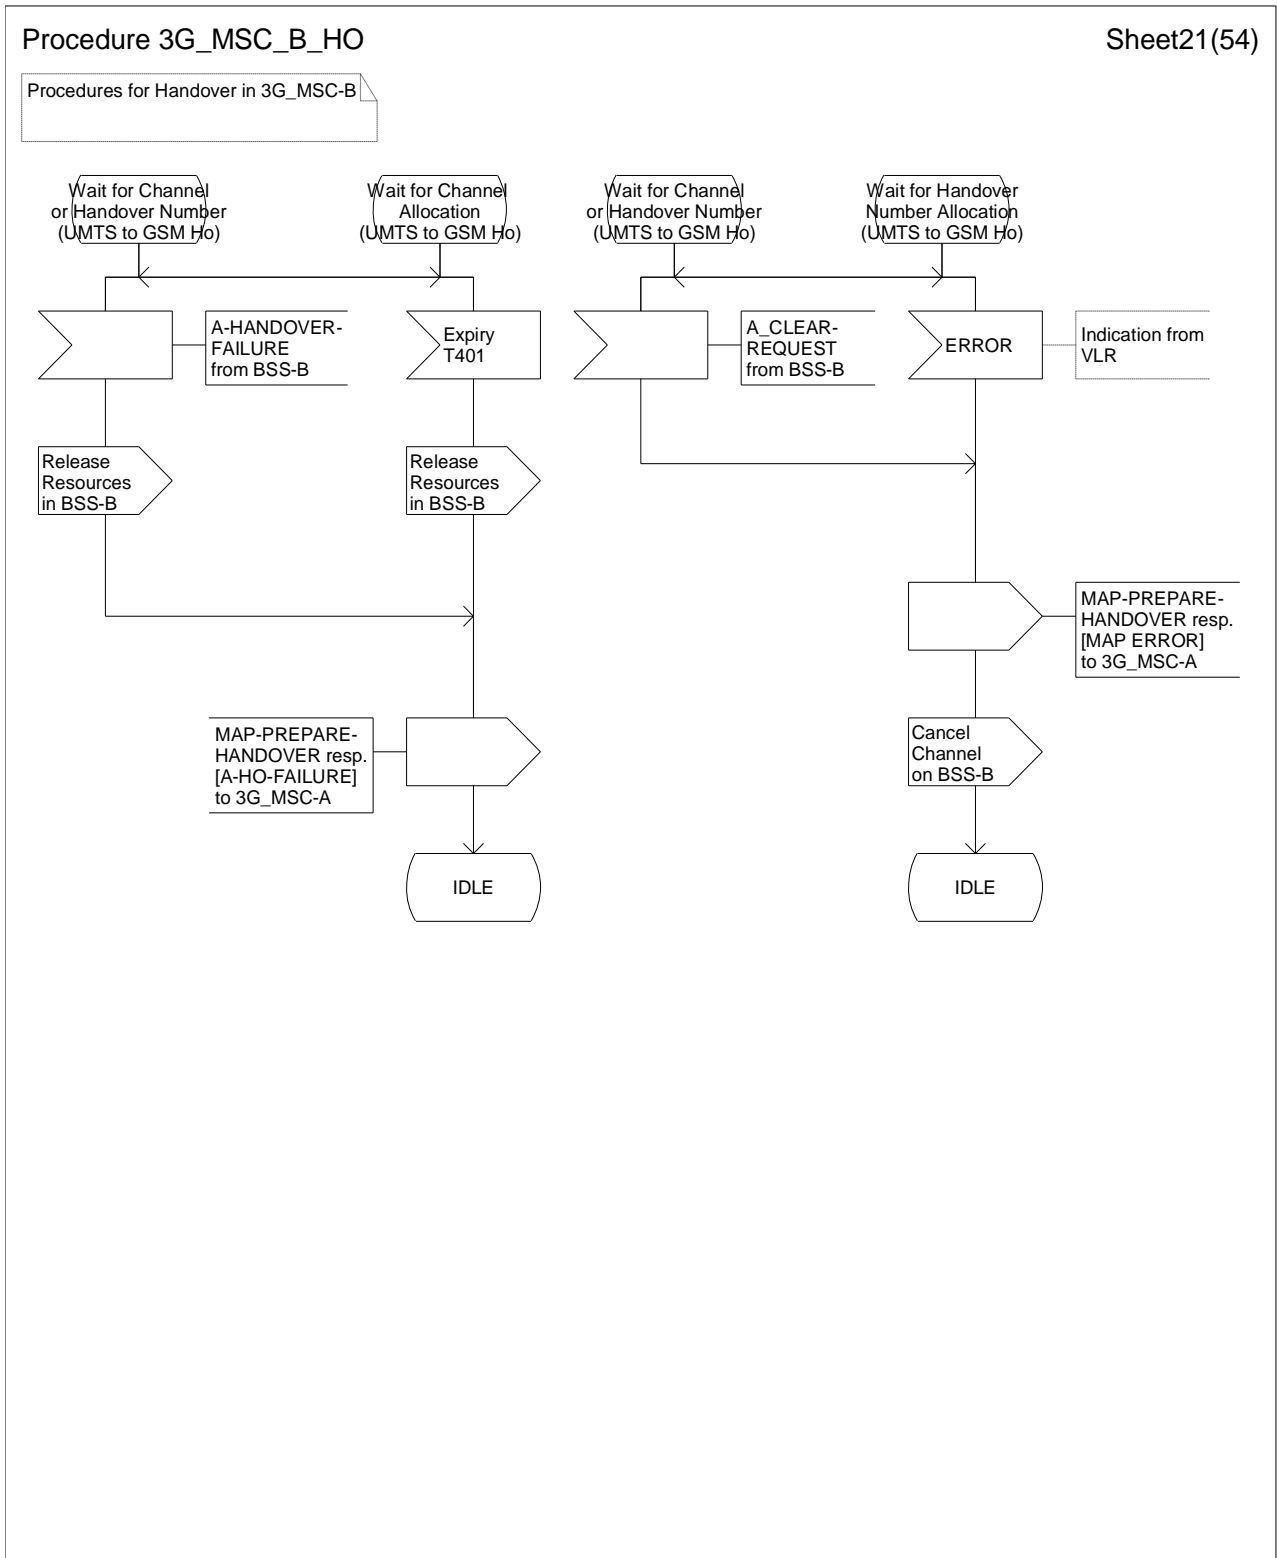 Procedure 3G_MSC_B_HO
Sheet21(54)
Procedures for Handover in 3G_MSC-B
Wait for Channel
or Handover Number
(UMTS to GSM Ho)
Wait for Channel
Allocation
(UMTS to GSM Ho)
Wait for Channel
or Handover Number
(UMTS to GSM Ho)
Wait for Handover
Number Allocation
(UMTS to GSM Ho)
A-HANDOVER-
FAILURE
from BSS-B
Expiry
T401
A_CLEAR-
REQUEST
from BSS-B
ERROR
Indication from
VLR
Release
Resources
in BSS-B
Release
Resources
in BSS-B
MAP-PREPARE-
HANDOVER resp.
[MAP ERROR]
to 3G_MSC-A
MAP-PREPARE-
HANDOVER resp.
[A-HO-FAILURE]
to 3G_MSC-A
Cancel
Channel
on BSS-B
IDLE
IDLE